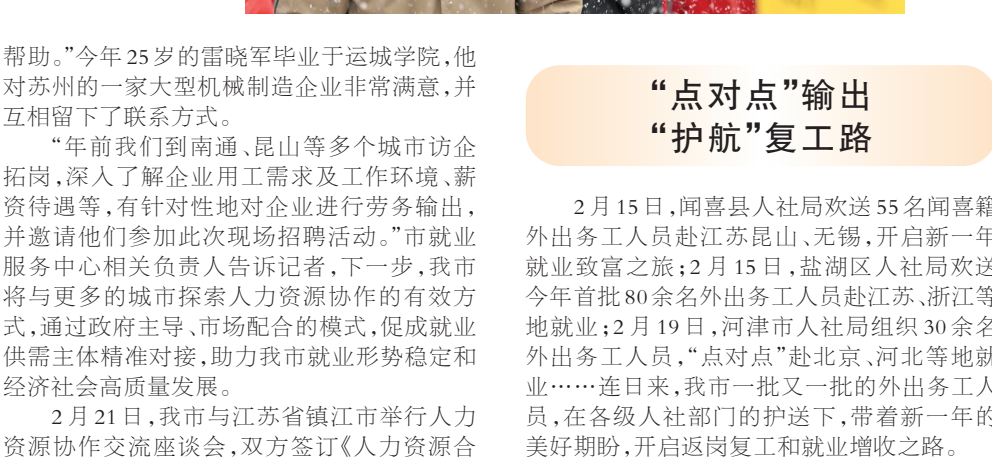 帮助。”今年25岁的雷晓军毕业于运城学院,他
对苏州的一家大型机械制造企业非常满意,并
互相留下了联系方式。
“年前我们到南通、昆山等多个城市访企
拓岗,深入了解企业用工需求及工作环境、薪
资待遇等,有针对性地对企业进行劳务输出,
并邀请他们参加此次现场招聘活动。”市就业
服务中心相关负责人告诉记者,下一步,我市
将与更多的城市探索人力资源协作的有效方
式,通过政府主导、市场配合的模式,促成就业
供需主体精准对接,助力我市就业形势稳定和
经济社会高质量发展。
2月21日,我市与江苏省镇江市举行人力
资源协作交流座谈会,双方签订《人力资源合
“点对点”输出
“护航”复工路
2月15日,闻喜县人社局欢送55名闻喜籍
外出务工人员赴江苏昆山、无锡,开启新一年
就业致富之旅;2月15日,盐湖区人社局欢送
今年首批80余名外出务工人员赴江苏、浙江等
地就业;2月19日,河津市人社局组织30余名
外出务工人员,“点对点”赴北京、河北等地就
业……连日来,我市一批又一批的外出务工人
员,在各级人社部门的护送下,带着新一年的
美好期盼,开启返岗复工和就业增收之路。